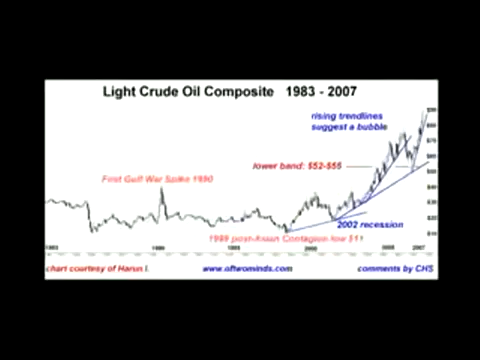 Light Crude Oil Composite 1983 - 2007
rising trendlines
suggest a bubble
lower band: $52-$55
First Gulf War Spike 1990
2002 recession
1998 post-Asian Contagion low $11
2007
chart courtesy of Harun I.
www.oftwominds.com
comments by CHS